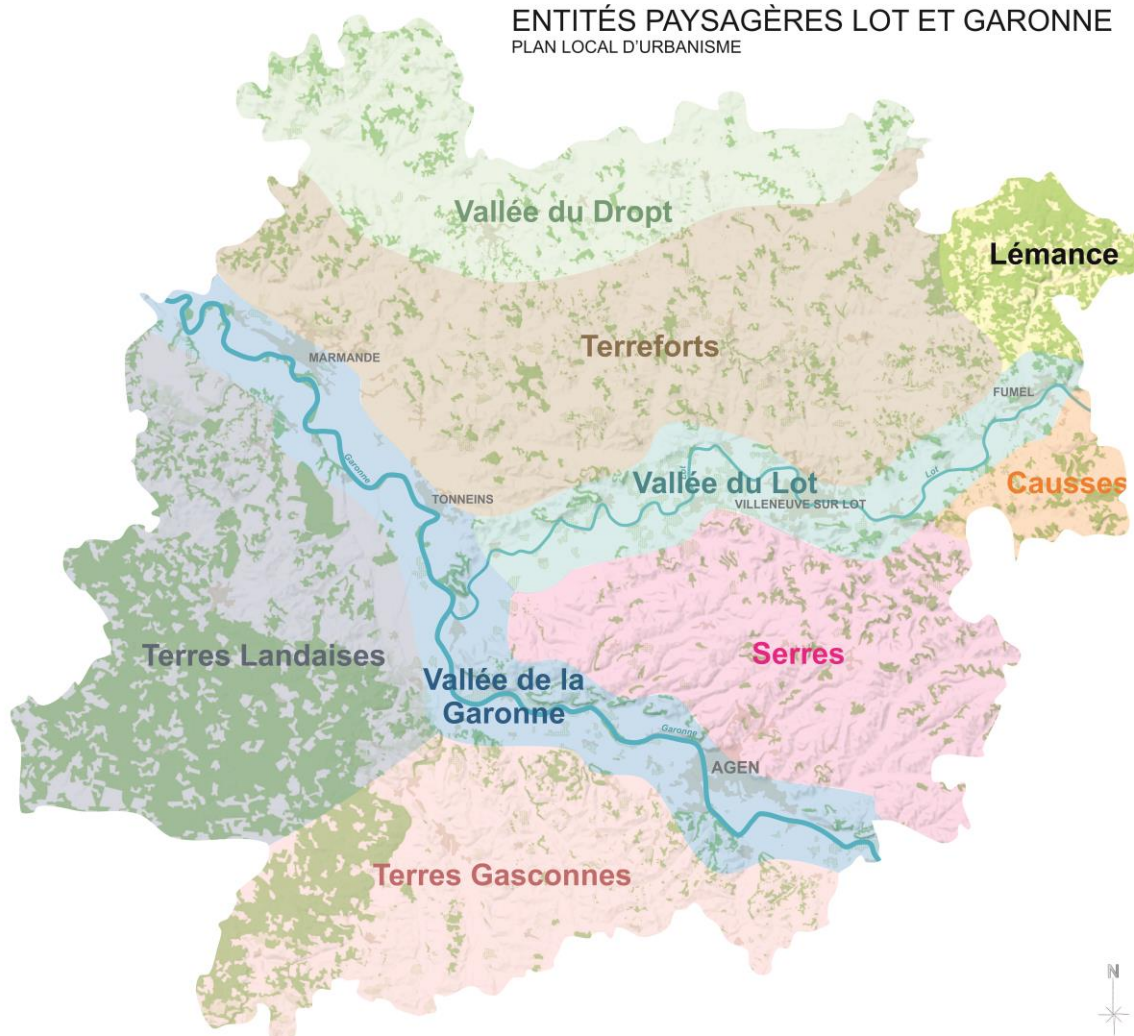 ENTITÉS PAYSAGÈRES LOT ET GARONNE
PLAN LOCAL D'URBANISME
Vallée du Dropt
Lémance
Terreforts
MARMANDE
FUMEL
Garonne
Lot
Vallée du Lot
Causses
TONNEINS
VILLENEUVE SUR LOT
Terres Landaises
Serres
Vallée de la
Garonne
Garonne
AGEN
Terres Gasconnes
N